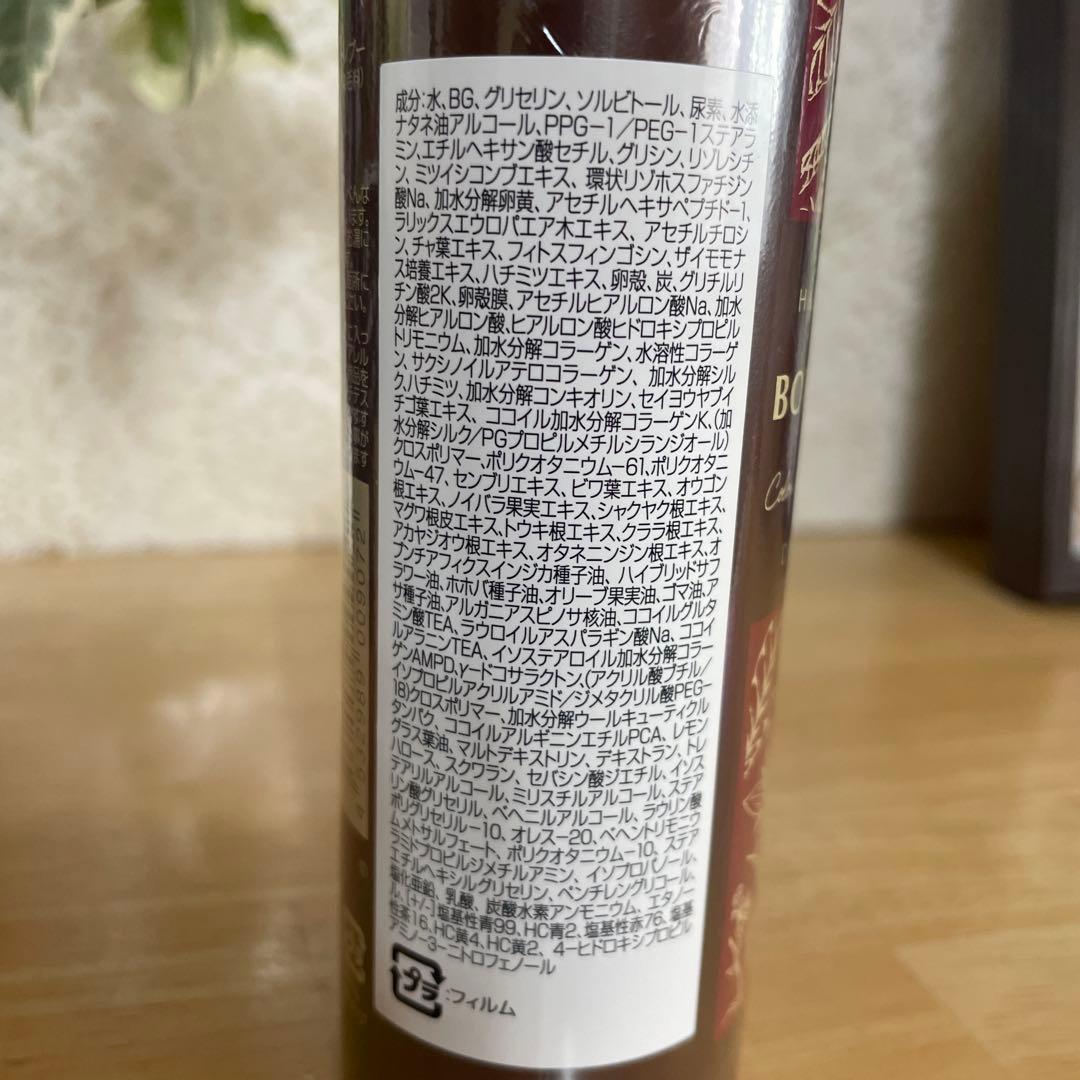 成分:水、BG、グリセリン、ソルビトール、尿素、水添
ナタネ油アルコール、PPG-1/PEG-1ステアラ
ミン、エチルヘキサン酸セチル、グリシン、リゾレシチ
ン、ミツイシコンブエキス、環状リゾホスファチジン
酸Na、加水分解卵黄、アセチルヘキサペプチド-1、
ラリックスエウロパエア木エキス、アセチルチロシ
ン、チャ葉エキス、フィトスフィンゴシン、ザイモモナ
ス培養エキス、ハチミツエキス、卵殻、炭、グリチルリ
チン酸2K、卵殻膜、アセチルヒアルロン酸Na、加水
分解ヒアルロン酸、ヒアルロン酸ヒドロキシプロピル
トリモニウム、加水分解コラーゲン、水溶性コラーゲ
ン、サクシノイルアテロコラーゲン、加水分解シル
ク、ハチミツ、加水分解コンキオリン、セイヨウヤブイ
チゴ葉エキス、ココイル加水分解コラーゲンK、(加
水分解シルク/PGプロピルメチルシランジオール)
クロスポリマー、ポリクオタニウム-61、ポリクオタニ
ウム-47、センブリエキス、ビワ葉エキス、オウゴン
根エキス、ノイバラ果実エキス、シャクヤク根エキス、
マグワ根皮エキス、トウキ根エキス、クララ根エキス、
アカヤジオウ根エキス、オタネニンジン根エキス、オ
プンチアフィクスインジカ種子油、ハイブリッドサフ
ラワー油、ホホバ種子油、オリーブ果実油、ゴマ油、ア
サ種子油、アルガニアスピノサ核油、ココイルグルタ
ミン酸TEA、ラウロイルアスパラギン酸Na、ココイ
ルアラニンTEA、イソステアロイル加水分解コラー
ゲンAMPD、γ-ドコサラクトン、(アクリル酸ブチル/
イソプロピルアクリルアミド/ジメタクリル酸PEG-
18)クロスポリマー、加水分解ウールキューティクル
タンパク、ココイルアルギニンエチルPCA、レモン
グラス葉油、マルトデキストリン、デキストラン、トレ
ハロース、スクワラン、セバシン酸ジエチル、イソス
テアリルアルコール、ミリスチルアルコール、ステア
リン酸グリセリル、ベヘニルアルコール、ラウリン酸
ポリグリセリル-10、オレス-20、ベヘントリモニウ
ムメトサルフェート、ポリクオタニウム-10、ステア
ラミドプロピルジメチルアミン、イソプロパノール、
エチルヘキシルグリセリン、ペンチレングリコール、
塩化亜鉛、乳酸、炭酸水素アンモニウム、エタノー
ル、[+/-]塩基性青99、HC青2、塩基性赤76、塩基
性茶16、HC黄4、HC黄2、4-ヒドロキシプロピル
アミノ-3-ニトロフェノール
プラ
:フィルム
BO